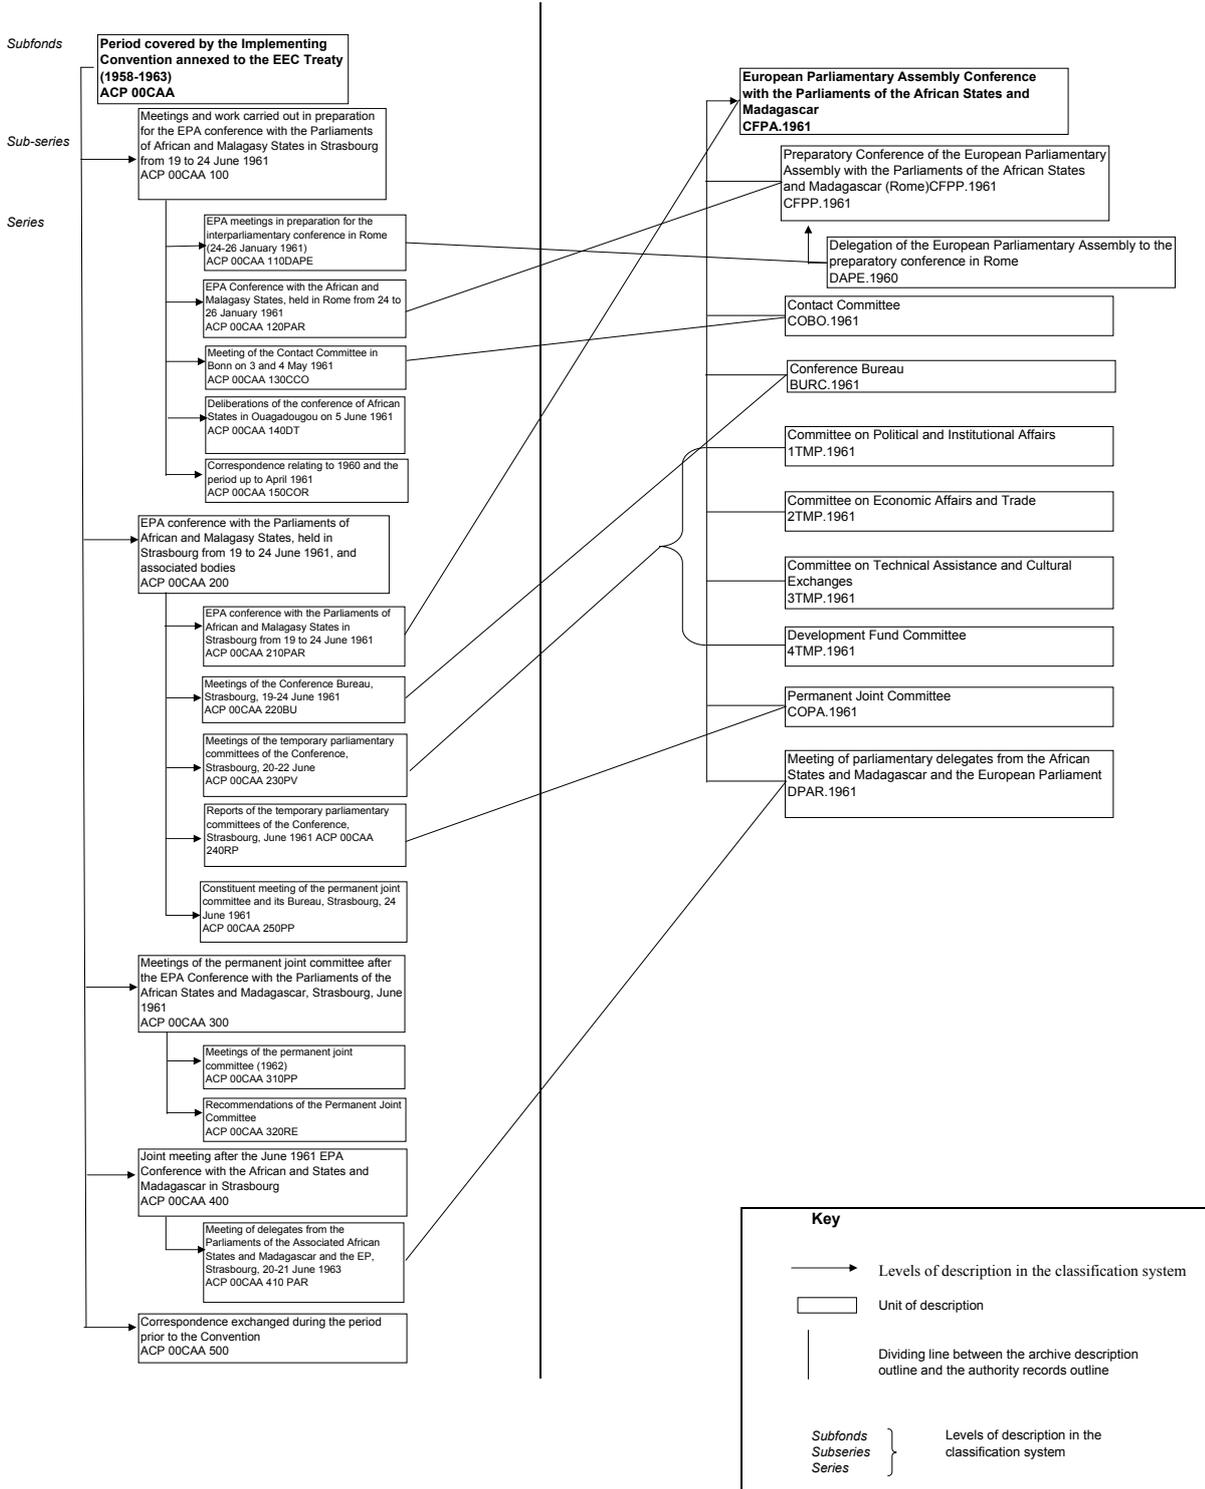 Subfonds
Period covered by the Implementing
Convention annexed to the EEC Treaty
(1958-1963)
ACP 00CAA
Sub-series
Meetings and work carried out in preparation
for the EPA conference with the Parliaments
of African and Malagasy States in Strasbourg
from 19 to 24 June 1961
ACP 00CAA 100
Series
EPA meetings in preparation for the
interparliamentary conference in Rome
(24-26 January 1961)
ACP 00CAA 110DAPE
EPA Conference with the African and
Malagasy States, held in Rome from 24 to
26 January 1961
ACP 00CAA 120PAR
Meeting of the Contact Committee in
Bonn on 3 and 4 May 1961
ACP 00CAA 130CCO
Deliberations of the conference of African
States in Ouagadougou on 5 June 1961
ACP 00CAA 140DT
Correspondence relating to 1960 and the
period up to April 1961
ACP 00CAA 150COR
EPA conference with the Parliaments of
African and Malagasy States, held in
Strasbourg from 19 to 24 June 1961, and
associated bodies
ACP 00CAA 200
EPA conference with the Parliaments of
African and Malagasy States in
Strasbourg from 19 to 24 June 1961
ACP 00CAA 210PAR
Meetings of the Conference Bureau,
Strasbourg, 19-24 June 1961
ACP 00CAA 220BU
Meetings of the temporary parliamentary
committees of the Conference,
Strasbourg, 20-22 June
ACP 00CAA 230PV
Reports of the temporary parliamentary
committees of the Conference,
Strasbourg, June 1961 ACP 00CAA
240RP
Constituent meeting of the permanent joint
committee and its Bureau, Strasbourg, 24
June 1961
ACP 00CAA 250PP
Meetings of the permanent joint committee after
the EPA Conference with the Parliaments of the
African States and Madagascar, Strasbourg, June
1961
ACP 00CAA 300
Meetings of the permanent joint
committee (1962)
ACP 00CAA 310PP
Recommendations of the Permanent Joint
Committee
ACP 00CAA 320RE
Joint meeting after the June 1961 EPA
Conference with the African and States and
Madagascar in Strasbourg
ACP 00CAA 400
Meeting of delegates from the
Parliaments of the Associated African
States and Madagascar and the EP,
Strasbourg, 20-21 June 1963
ACP 00CAA 410 PAR
Correspondence exchanged during the period
prior to the Convention
ACP 00CAA 500
European Parliamentary Assembly Conference
with the Parliaments of the African States and
Madagascar
CFPA.1961
Preparatory Conference of the European Parliamentary
Assembly with the Parliaments of the African States
and Madagascar (Rome)CFPP.1961
CFPP.1961
Delegation of the European Parliamentary Assembly to the
preparatory conference in Rome
DAPE.1960
Contact Committee
COBO.1961
Conference Bureau
BURC.1961
Committee on Political and Institutional Affairs
1TMP.1961
Committee on Economic Affairs and Trade
2TMP.1961
Committee on Technical Assistance and Cultural
Exchanges
3TMP.1961
Development Fund Committee
4TMP.1961
Permanent Joint Committee
COPA.1961
Meeting of parliamentary delegates from the African
States and Madagascar and the European Parliament
DPAR.1961
Key
Levels of description in the classification system
Unit of description
Dividing line between the archive description
outline and the authority records outline
Subfonds
Subseries
Series
Levels of description in the
classification system